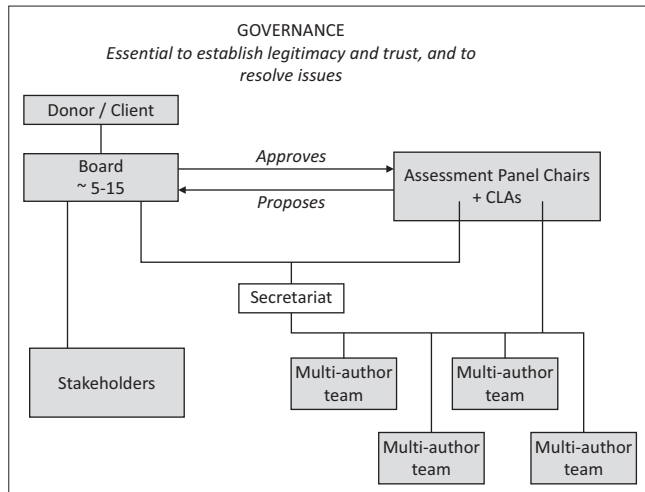 GOVERNANCE
Essential to establish legitimacy and trust, and to
resolve issues
Donor / Client
Board
~ 5-15
Approves
Proposes
Assessment Panel Chairs
+ CLAs
Secretariat
Stakeholders
Multi-author
team
Multi-author
team
Multi-author
team
Multi-author
team